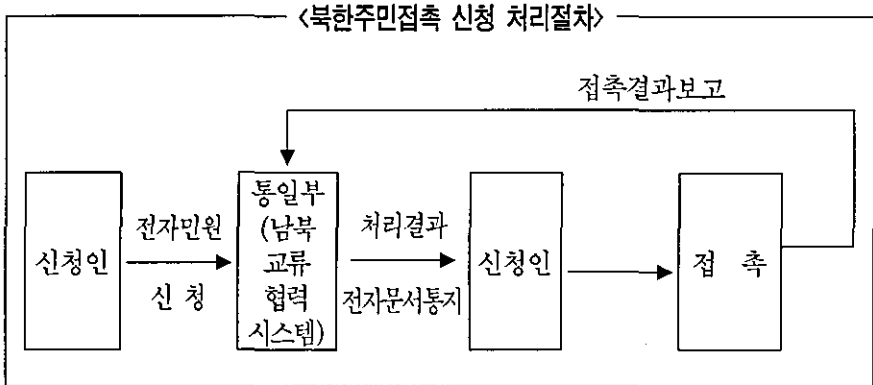 〈북한주민접촉 신청 처리절차〉
접촉결과보고
신청인
전자민원
신 청
통일부
(남북
교류
협력
시스템)
처리결과
전자문서통지
신청인
접 촉